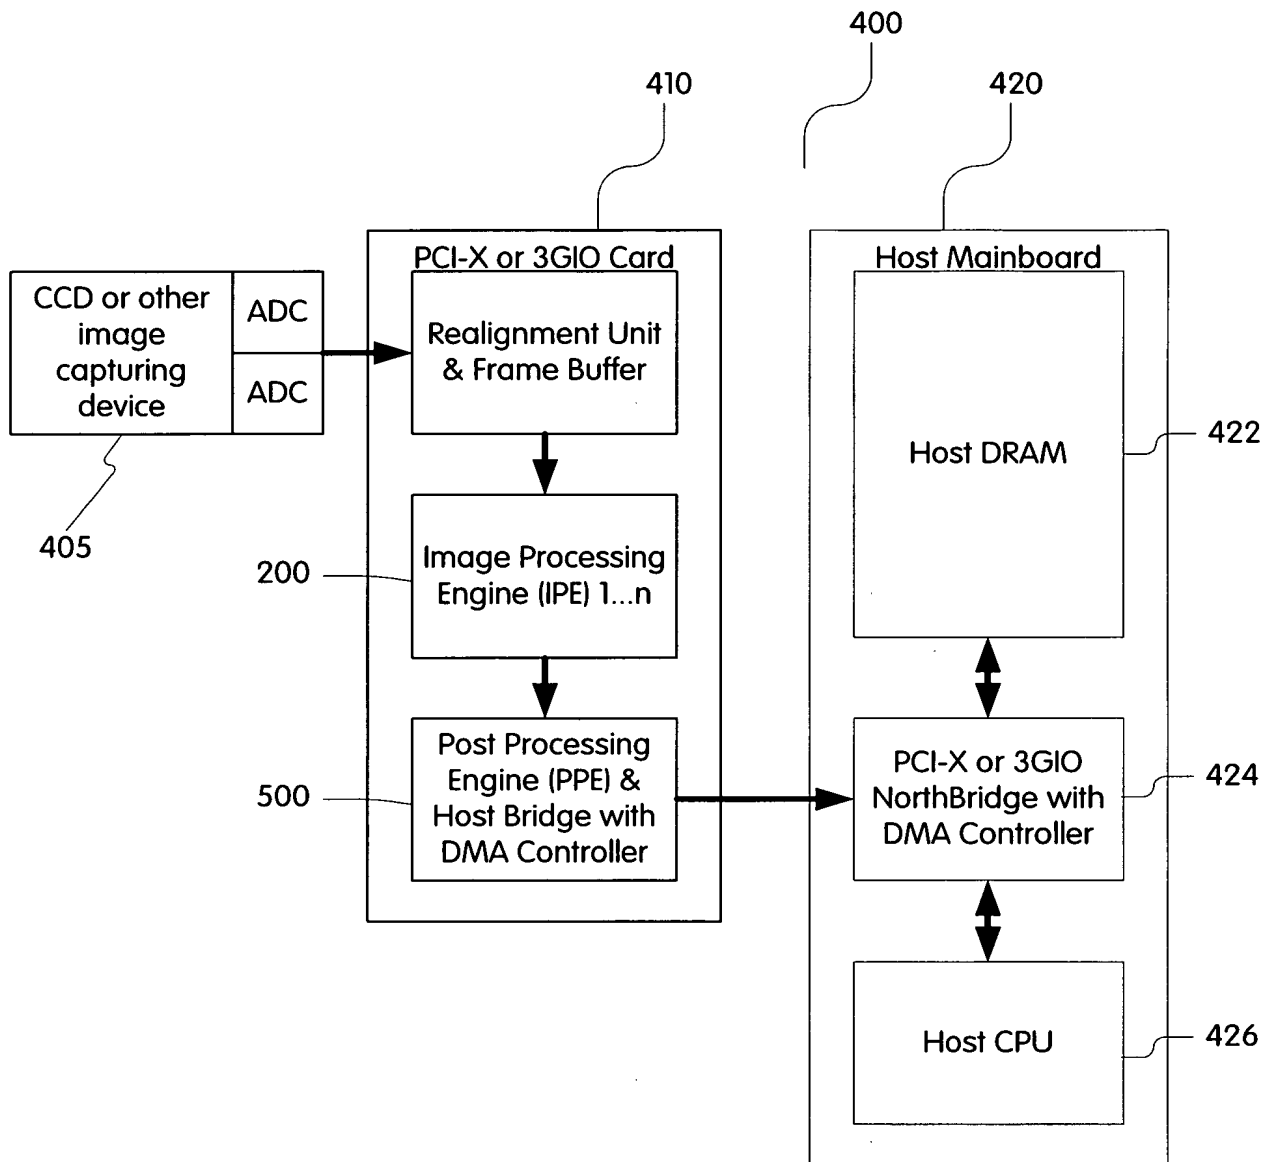 400
410
420
PCI-X or 3GIO Card
Host Mainboard
CCD or other
image
capturing
device
ADC
ADC
Realignment Unit
& Frame Buffer
Host DRAM
422
405
200
Image Processing
Engine (IPE) 1...n
500
Post Processing
Engine (PPE) &
Host Bridge with
DMA Controller
PCI-X or 3GIO
NorthBridge with
DMA Controller
424
Host CPU
426